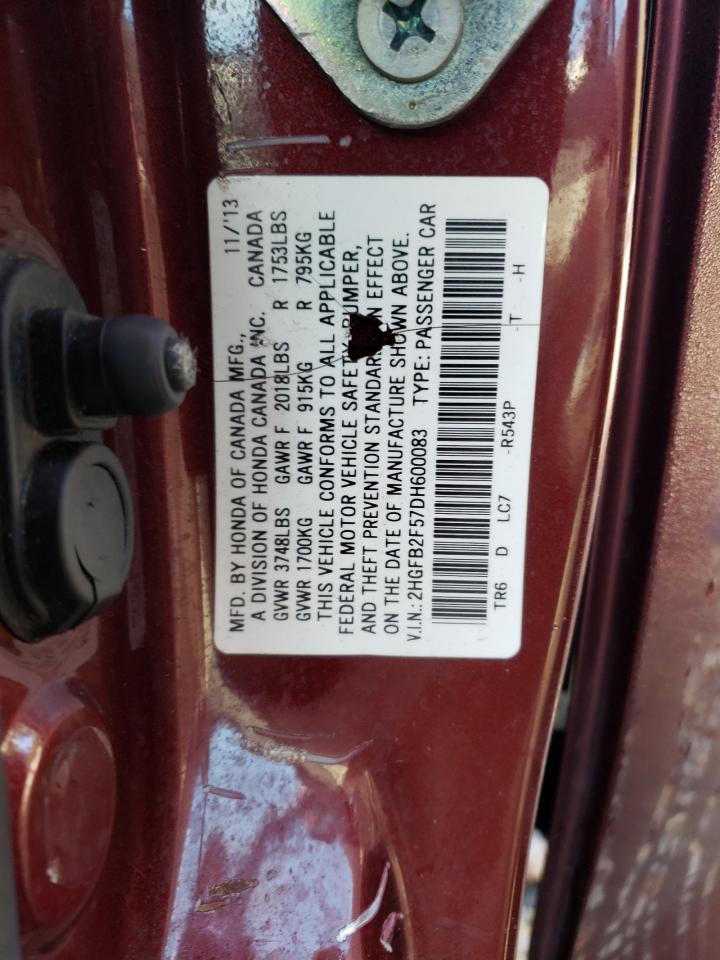 MFD. BY HONDA OF CANADA MFG., 11/'13
A DIVISION OF HONDA CANADA INC. CANADA
GVWR 3748LBS GAWR F 2018LBS R 1753LBS
GVWR 1700KG GAWR F 915KG R 795KG
THIS VEHICLE CONFORMS TO ALL APPLICABLE
FEDERAL MOTOR VEHICLE SAFETY, BUMPER,
AND THEFT PREVENTION STANDARDS IN EFFECT
ON THE DATE OF MANUFACTURE SHOWN ABOVE.
V.I.N.: 2HGFB2F57DH600083 TYPE: PASSENGER CAR
TR6 D LC7 -R543P -T -H